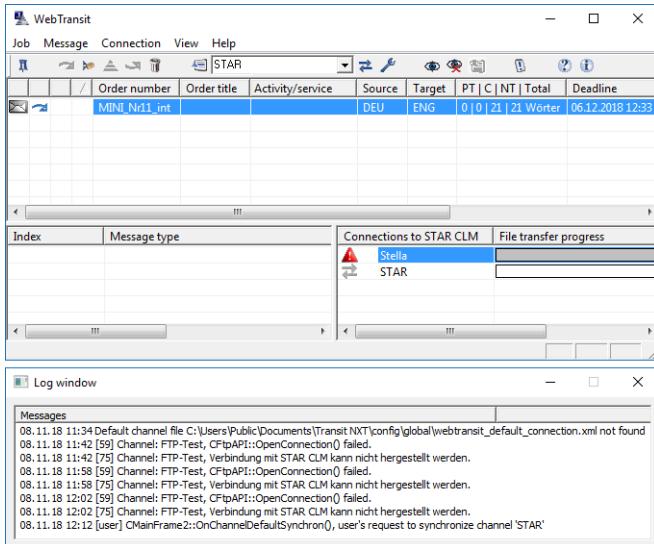 WebTransit
Job Message Connection View Help
STAR
Order number Order title Activity/service Source Target PT | C | NT | Total Deadline
MINI_Nr11_int DEU ENG 0 | 0 | 21 | 21 Wörter 06.12.2018 12:33
Index Message type Connections to STAR CLM File transfer progress
Stella
STAR
Log window
Messages
08.11.18 11:34 Default channel file C:\Users\Public\Documents\Transit NXT\config\global\webtransit_default_connection.xml not found
08.11.18 11:42 [59] Channel: FTP-Test, CFtpAPI::OpenConnection() failed.
08.11.18 11:42 [75] Channel: FTP-Test, Verbindung mit STAR CLM kann nicht hergestellt werden.
08.11.18 11:58 [59] Channel: FTP-Test, CFtpAPI::OpenConnection() failed.
08.11.18 11:58 [75] Channel: FTP-Test, Verbindung mit STAR CLM kann nicht hergestellt werden.
08.11.18 12:02 [59] Channel: FTP-Test, CFtpAPI::OpenConnection() failed.
08.11.18 12:02 [75] Channel: FTP-Test, Verbindung mit STAR CLM kann nicht hergestellt werden.
08.11.18 12:12 [user] CMainFrame2::OnChannelDefaultSynchron(), user's request to synchronize channel 'STAR'